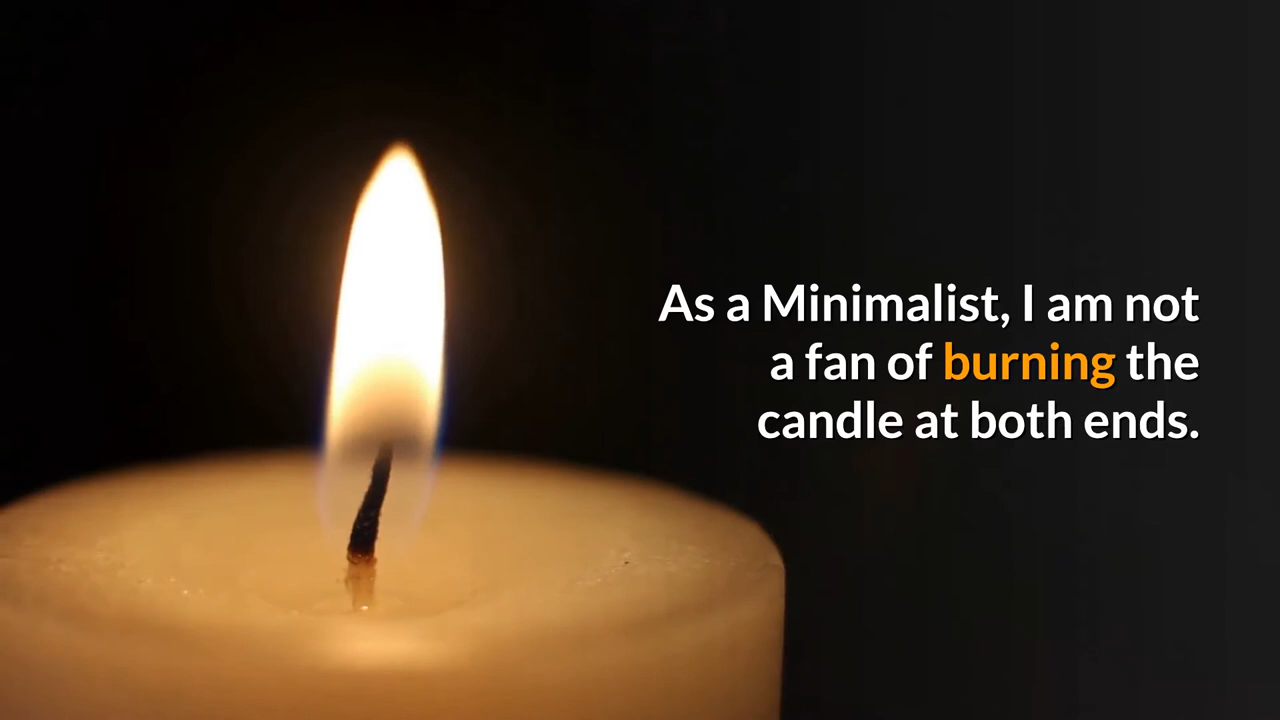 As a Minimalist, I am not
a fan of burning the
candle at both ends.